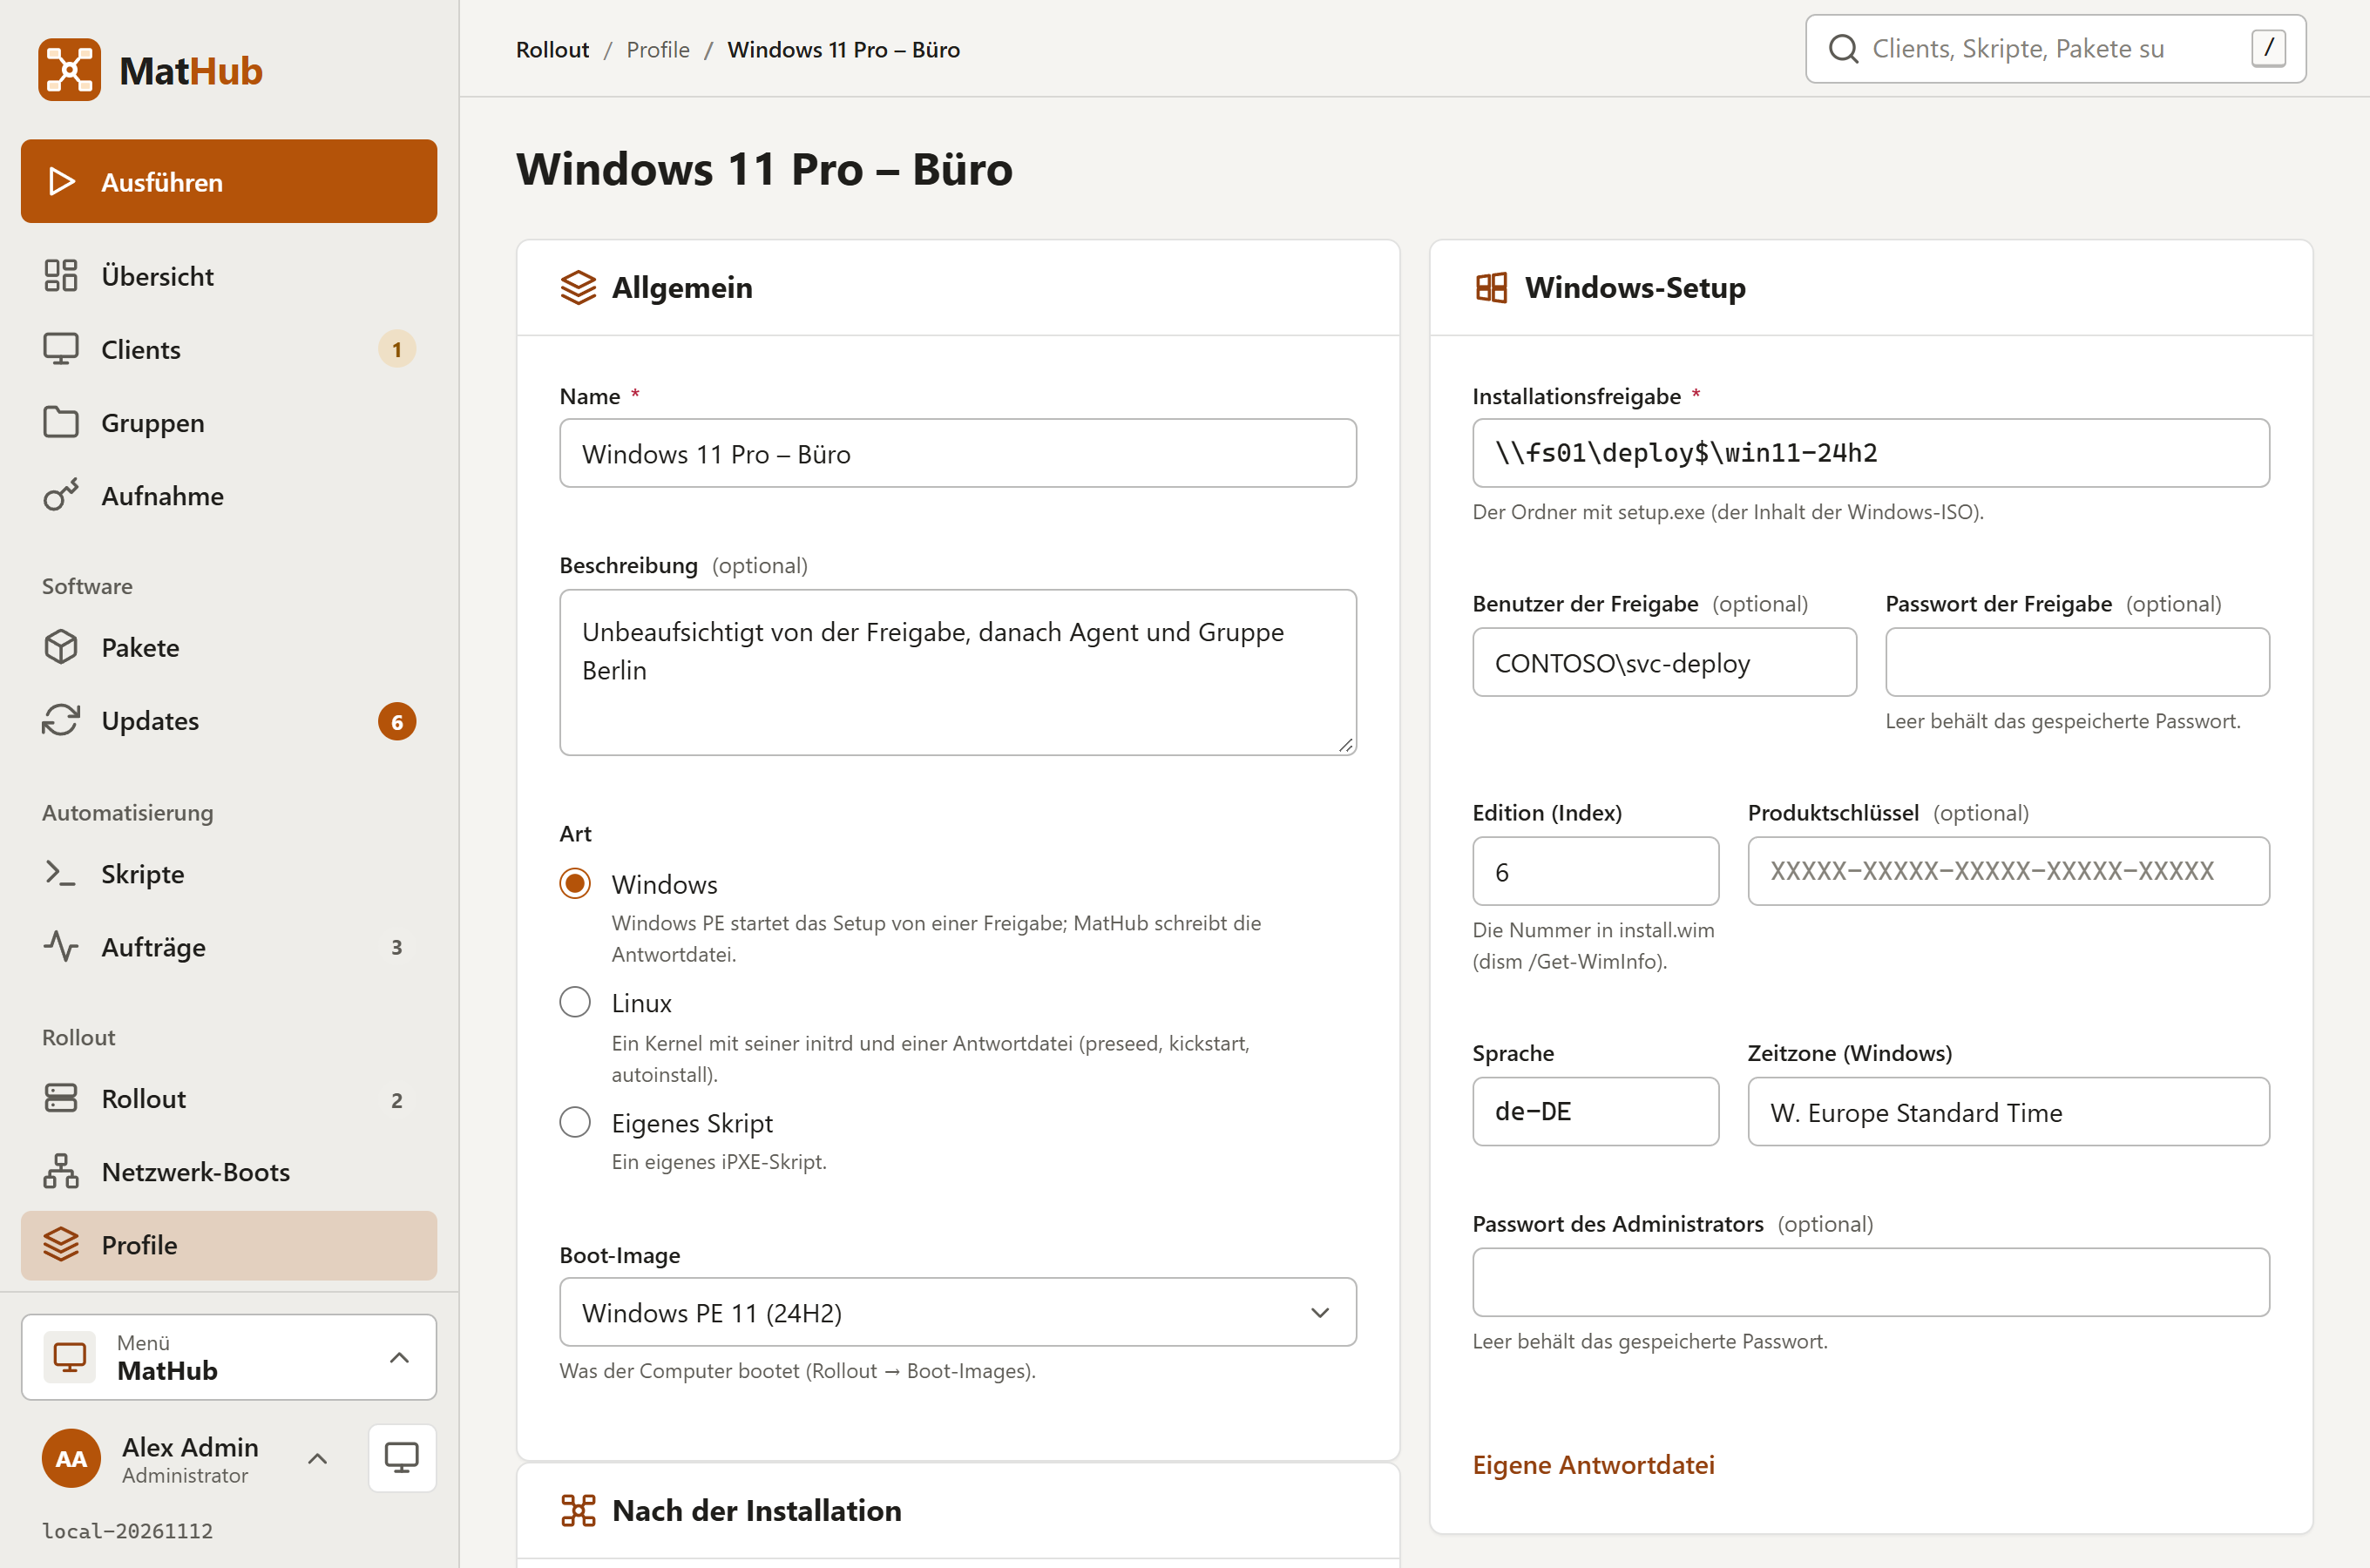 MatHub
Ausführen
Übersicht
Clients 1
Gruppen
Aufnahme
Software
Pakete
Updates 6
Automatisierung
Skripte
Aufträge 3
Rollout
Rollout 2
Netzwerk-Boots
Profile
Menü
MatHub
AA
Alex Admin
Administrator
local-20261112
Rollout / Profile / Windows 11 Pro – Büro
Clients, Skripte, Pakete su /
Windows 11 Pro – Büro
Allgemein
Name *
Windows 11 Pro – Büro
Beschreibung (optional)
Unbeaufsichtigt von der Freigabe, danach Agent und Gruppe
Berlin
Art
Windows
Windows PE startet das Setup von einer Freigabe; MatHub schreibt die
Antwortdatei.
Linux
Ein Kernel mit seiner initrd und einer Antwortdatei (preseed, kickstart,
autoinstall).
Eigenes Skript
Ein eigenes iPXE-Skript.
Boot-Image
Windows PE 11 (24H2)
Was der Computer bootet (Rollout → Boot-Images).
Nach der Installation
Windows-Setup
Installationsfreigabe *
\\fs01\deploy$\win11-24h2
Der Ordner mit setup.exe (der Inhalt der Windows-ISO).
Benutzer der Freigabe (optional)
CONTOSO\svc-deploy
Passwort der Freigabe (optional)
Leer behält das gespeicherte Passwort.
Edition (Index)
6
Die Nummer in install.wim
(dism /Get-WimInfo).
Produktschlüssel (optional)
XXXXX-XXXXX-XXXXX-XXXXX-XXXXX
Sprache
de-DE
Zeitzone (Windows)
W. Europe Standard Time
Passwort des Administrators (optional)
Leer behält das gespeicherte Passwort.
Eigene Antwortdatei